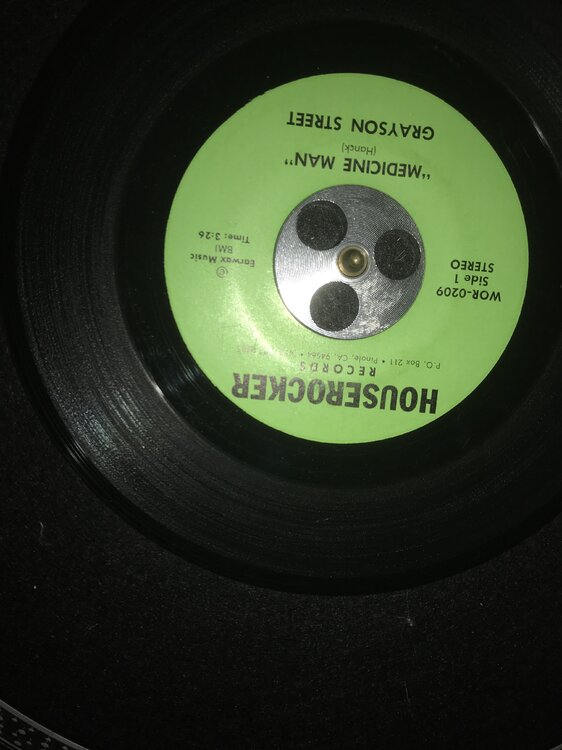 HOUSEROCKER
RECORDS
P.O. Box 211 • Pinole, CA. 94564 •
WOR-0209
Side 1
STEREO
Earwax Music
BMI
©
Time: 3:26
"MEDICINE MAN"
(Hanck)
GRAYSON STREET